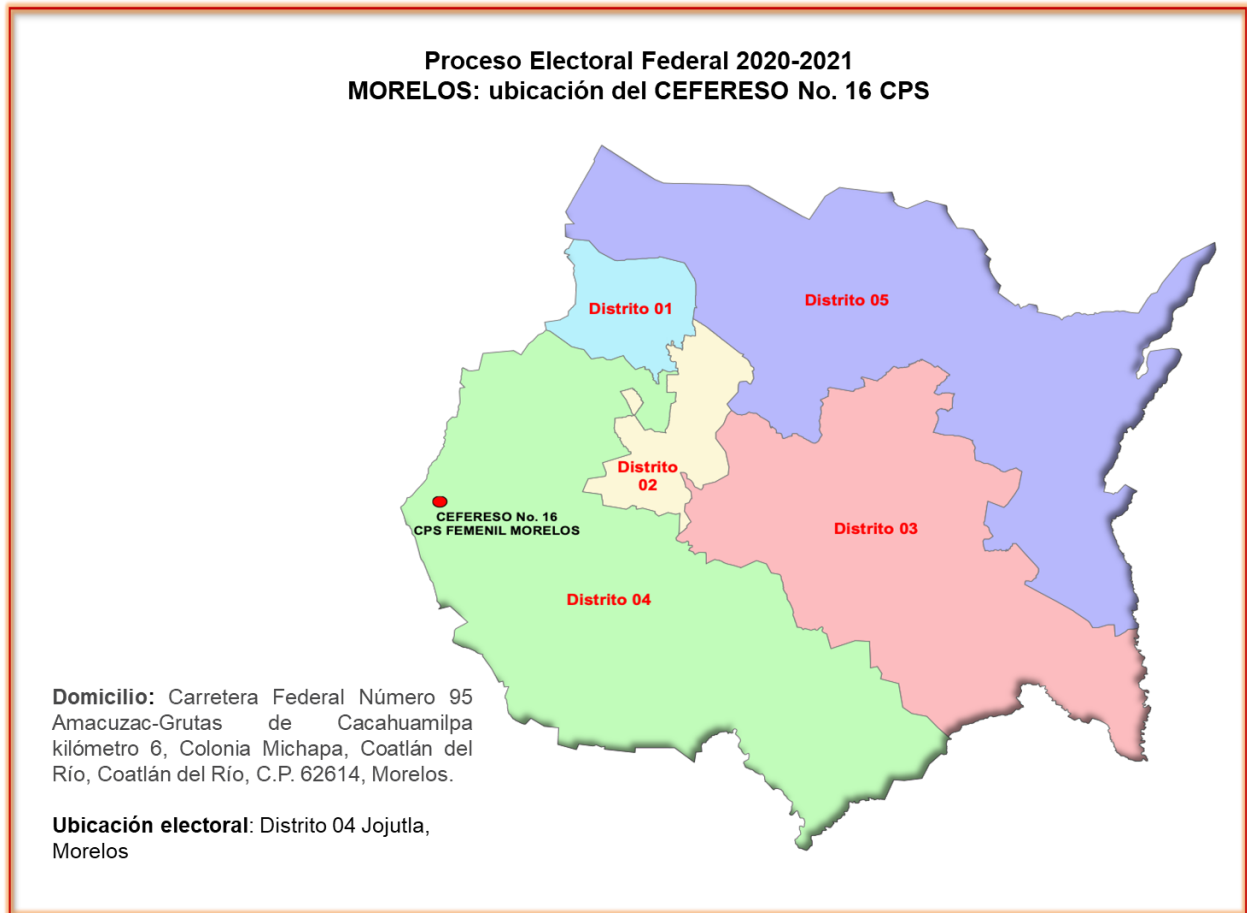 Proceso Electoral Federal 2020-2021
MORELOS: ubicación del CEFERESO No. 16 CPS
Distrito 05
Distrito 01
Distrito
02
CEFERESO No. 16
CPS FEMENIL MORELOS
Distrito 03
Distrito 04
Domicilio: Carretera Federal Número 95
Amacuzac-Grutas de Cacahuamilpa
kilómetro 6, Colonia Michapa, Coatlán del
Río, Coatlán del Río, C.P. 62614, Morelos.
Ubicación electoral: Distrito 04 Jojutla,
Morelos